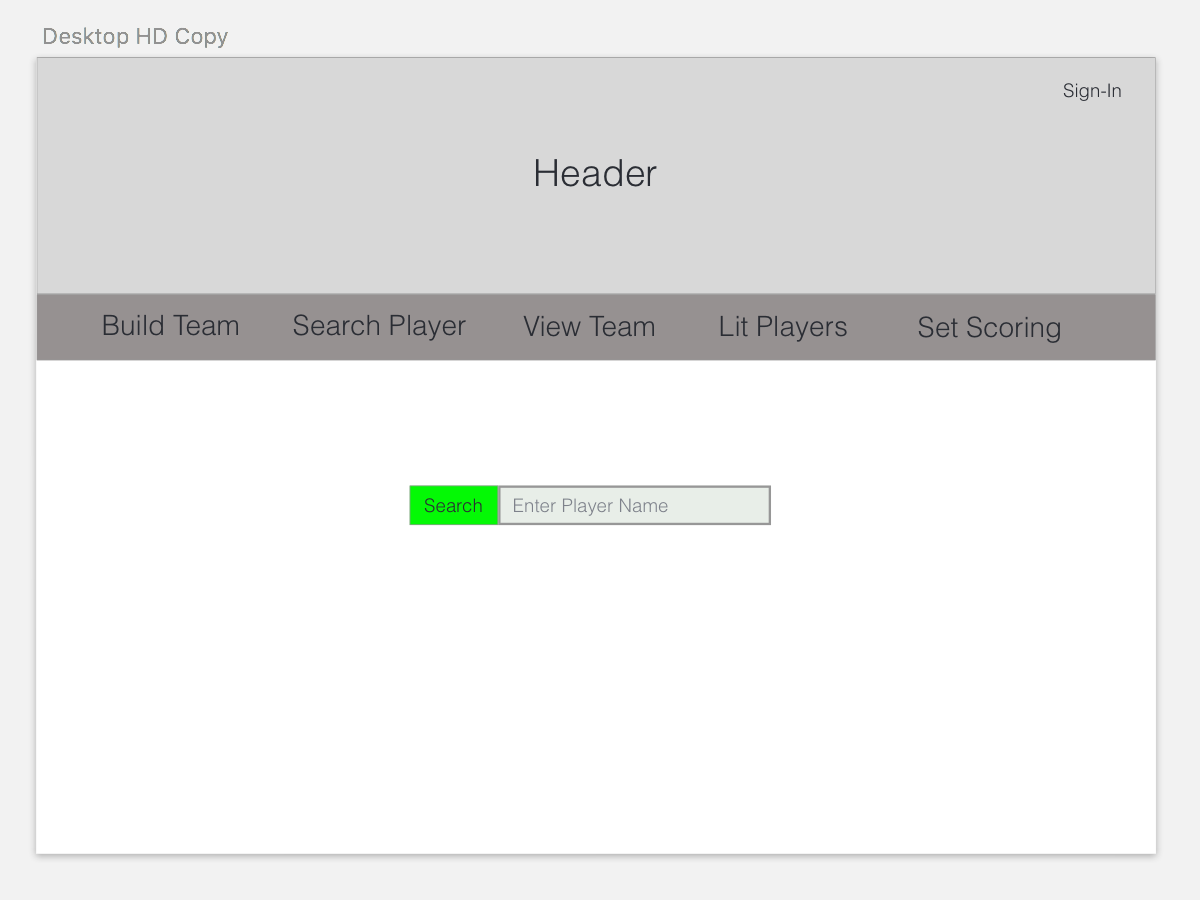 Desktop HD Copy
Sign-In
Header
Build Team Search Player View Team Lit Players Set Scoring
Search Enter Player Name